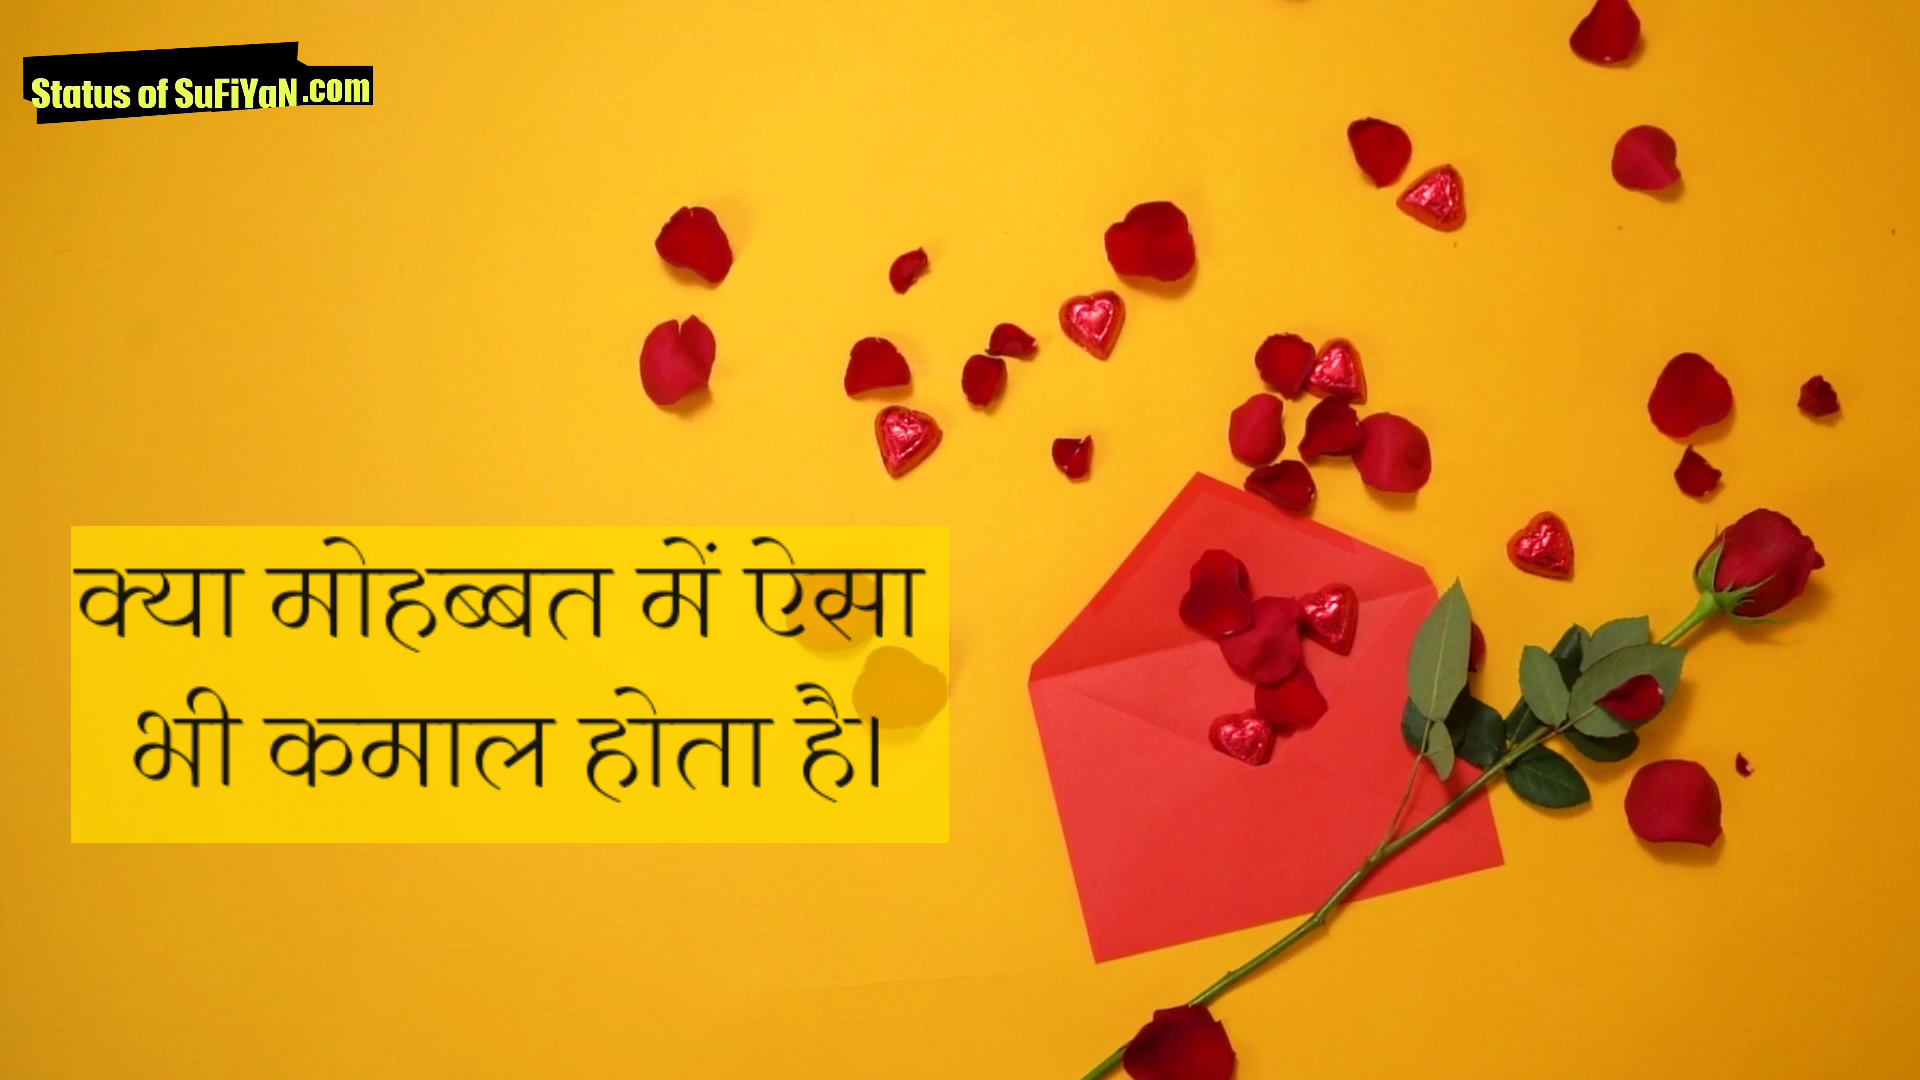 Status of SuFiYaN.com
क्या मोहब्बत में ऐसा
भी कमाल होता है।